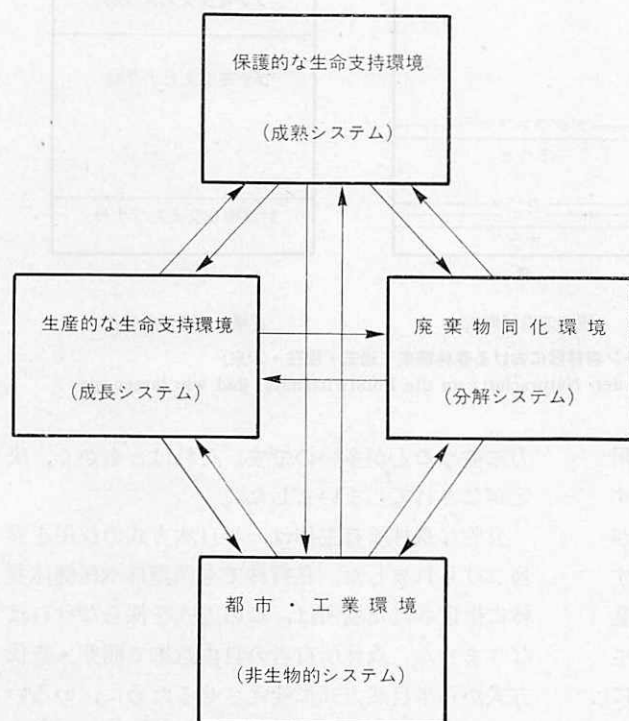 保護的な生命支持環境
(成熟システム)
生産的な生命支持環境
(成長システム)
廃棄物同化環境
(分解システム)
都市・工業環境
(非生物的システム)